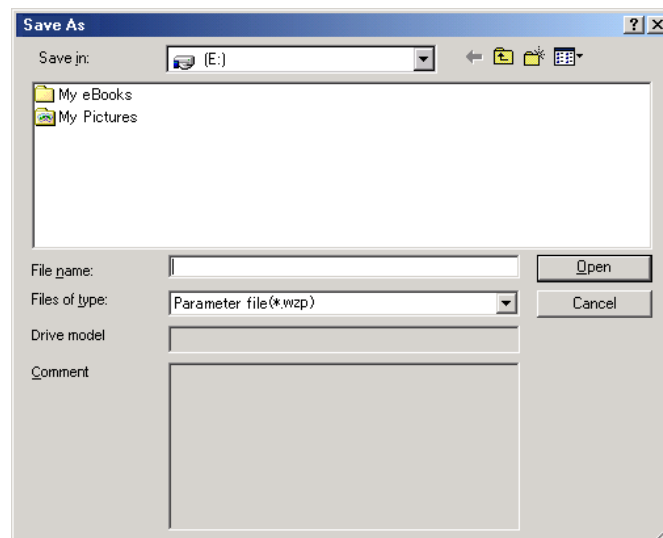 Save As
Save in:
(E:)
My eBooks
My Pictures
File name:
Open
Files of type:
Parameter file(*.wzp)
Cancel
Drive model
Comment